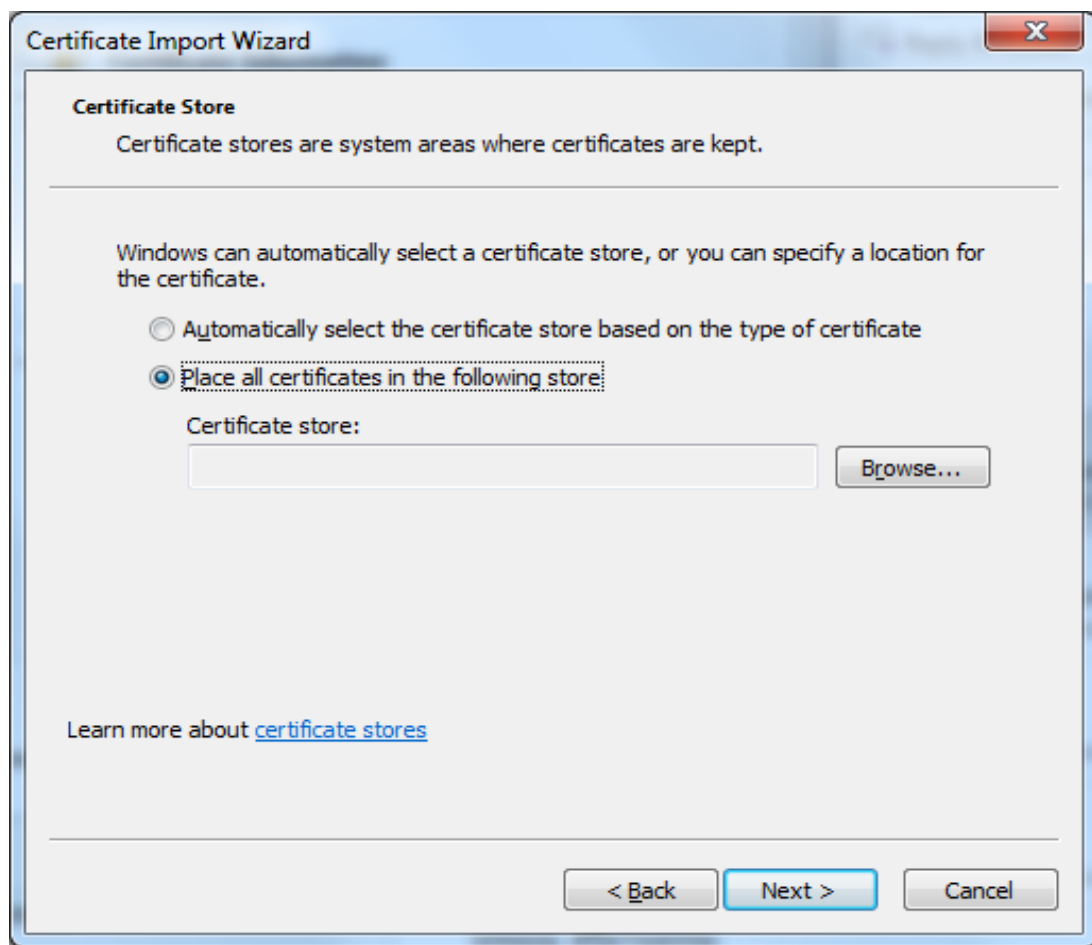 Certificate Import Wizard
Certificate Store
Certificate stores are system areas where certificates are kept.
Windows can automatically select a certificate store, or you can specify a location for
the certificate.
Automatically select the certificate store based on the type of certificate
Place all certificates in the following store
Certificate store:
Browse...
Learn more about certificate stores
< Back
Next >
Cancel